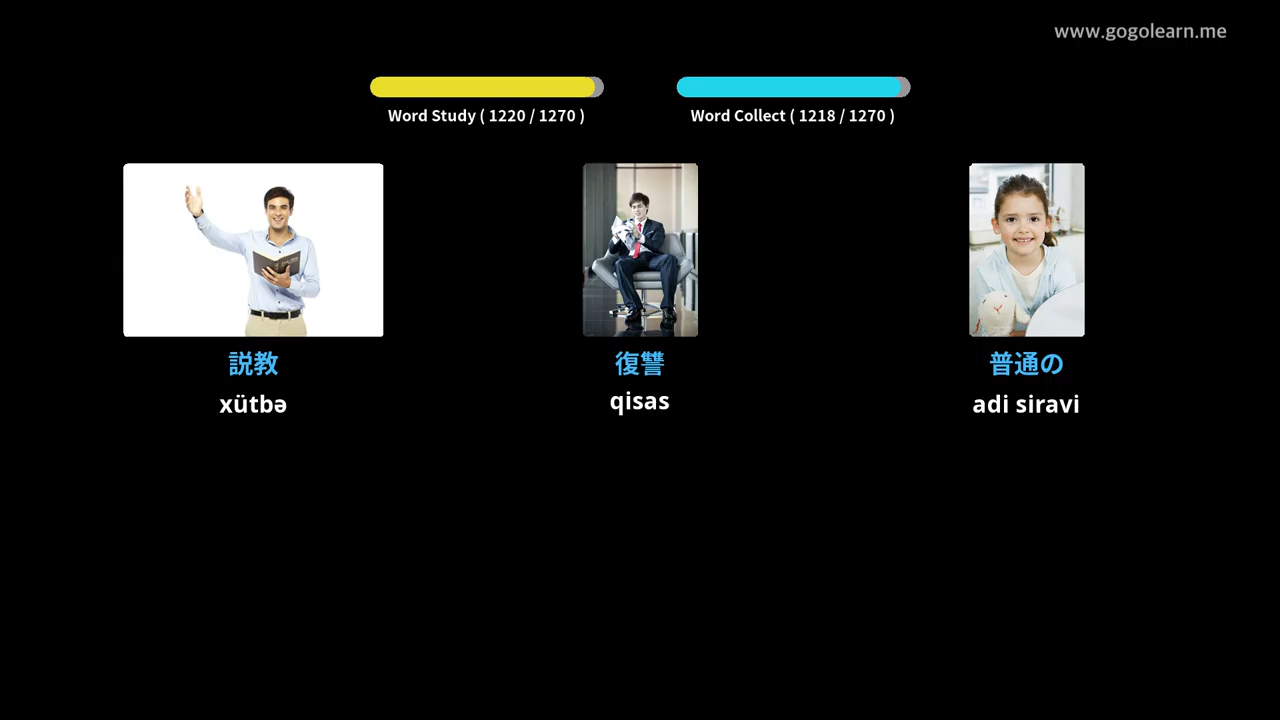 www.gogolearn.me
Word Study ( 1220 / 1270 )
Word Collect ( 1218 / 1270 )
説教
復讐
普通の
xütbə
qisas
adi siravi